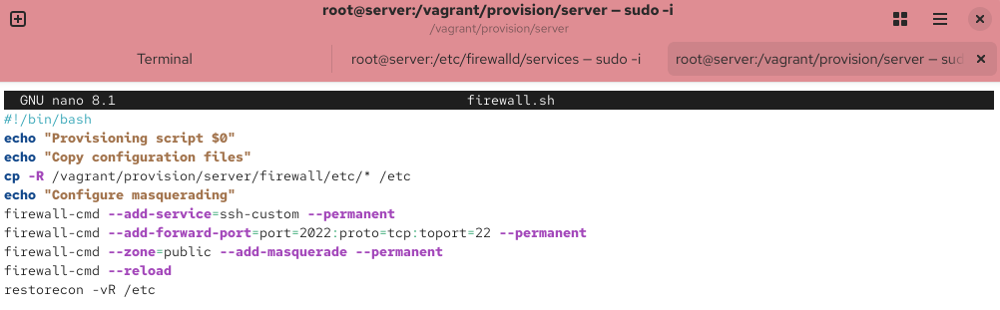 root@server:/vagrant/provision/server — sudo -i
/vagrant/provision/server
Terminal
root@server:/etc/firewalld/services — sudo -i
root@server:/vagrant/provision/server — sud
GNU nano 8.1 firewall.sh
#!/bin/bash
echo "Provisioning script $0"
echo "Copy configuration files"
cp -R /vagrant/provision/server/firewall/etc/* /etc
echo "Configure masquerading"
firewall-cmd --add-service=ssh-custom --permanent
firewall-cmd --add-forward-port=port=2022:proto=tcp:toport=22 --permanent
firewall-cmd --zone=public --add-masquerade --permanent
firewall-cmd --reload
restorecon -vR /etc